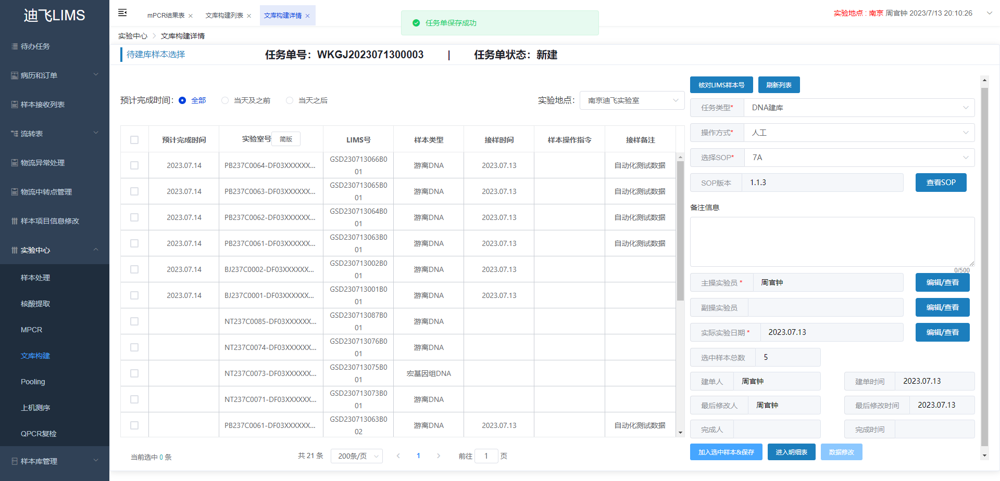 迪飞LIMS
待办任务
病历和订单
样本接收列表
流转表
物流异常处理
物流中转点管理
样本项目信息修改
实验中心
样本处理
核酸提取
MPCR
文库构建
Pooling
上机测序
QPCR复检
样本库管理
mPCR结果表 文库构建列表 文库构建详情
任务单保存成功
实验地点 : 南京 周官钟 2023/7/13 20:10:26
实验中心 文库构建详情
待建库样本选择 任务单号：WKGJ2023071300003 | 任务单状态：新建
预计完成时间： 全部 当天及之前 当天之后 实验地点： 南京迪飞实验室
预计完成时间 实验室号 简版 LIMS号 样本类型 接样时间 样本操作指令 接样备注
2023.07.14 PB237C0064-DF03XXXXXX... GSD230713066B001 游离DNA 2023.07.13 自动化测试数据
2023.07.14 PB237C0063-DF03XXXXXX... GSD230713065B001 游离DNA 2023.07.13 自动化测试数据
2023.07.14 PB237C0062-DF03XXXXXX... GSD230713064B001 游离DNA 2023.07.13 自动化测试数据
2023.07.14 PB237C0061-DF03XXXXXX... GSD230713063B001 游离DNA 2023.07.13 自动化测试数据
2023.07.14 BJ237C0002-DF03XXXXXX... GSD230713002B001 游离DNA 2023.07.13
2023.07.14 BJ237C0001-DF03XXXXXX... GSD230713001B001 游离DNA 2023.07.13
NT237C0085-DF03XXXXXX... GSD230713087B001 游离DNA
NT237C0074-DF03XXXXXX... GSD230713076B001 游离DNA
NT237C0073-DF03XXXXXX... GSD230713075B001 宏基因组DNA
NT237C0071-DF03XXXXXX... GSD230713073B001 游离DNA
PB237C0061-DF03XXXXXX... GSD230713063B002 游离DNA 2023.07.13 自动化测试数据
当前选中 0 条 共 21 条 200条/页 1 前往 1 页
核对LIMS样本号 刷新列表
任务类型* DNA建库
操作方式* 人工
选择SOP* 7A
SOP版本 1.1.3 查看SOP
备注信息
0/500
主操实验员 * 周官钟 编辑/查看
副操实验员 编辑/查看
实际实验日期 * 2023.07.13 编辑/查看
选中样本总数 5
建单人 周官钟 建单时间 2023.07.13
最后修改人 周官钟 最后修改时间 2023.07.13
完成人 完成时间
加入选中样本&保存 进入明细表 数据修改